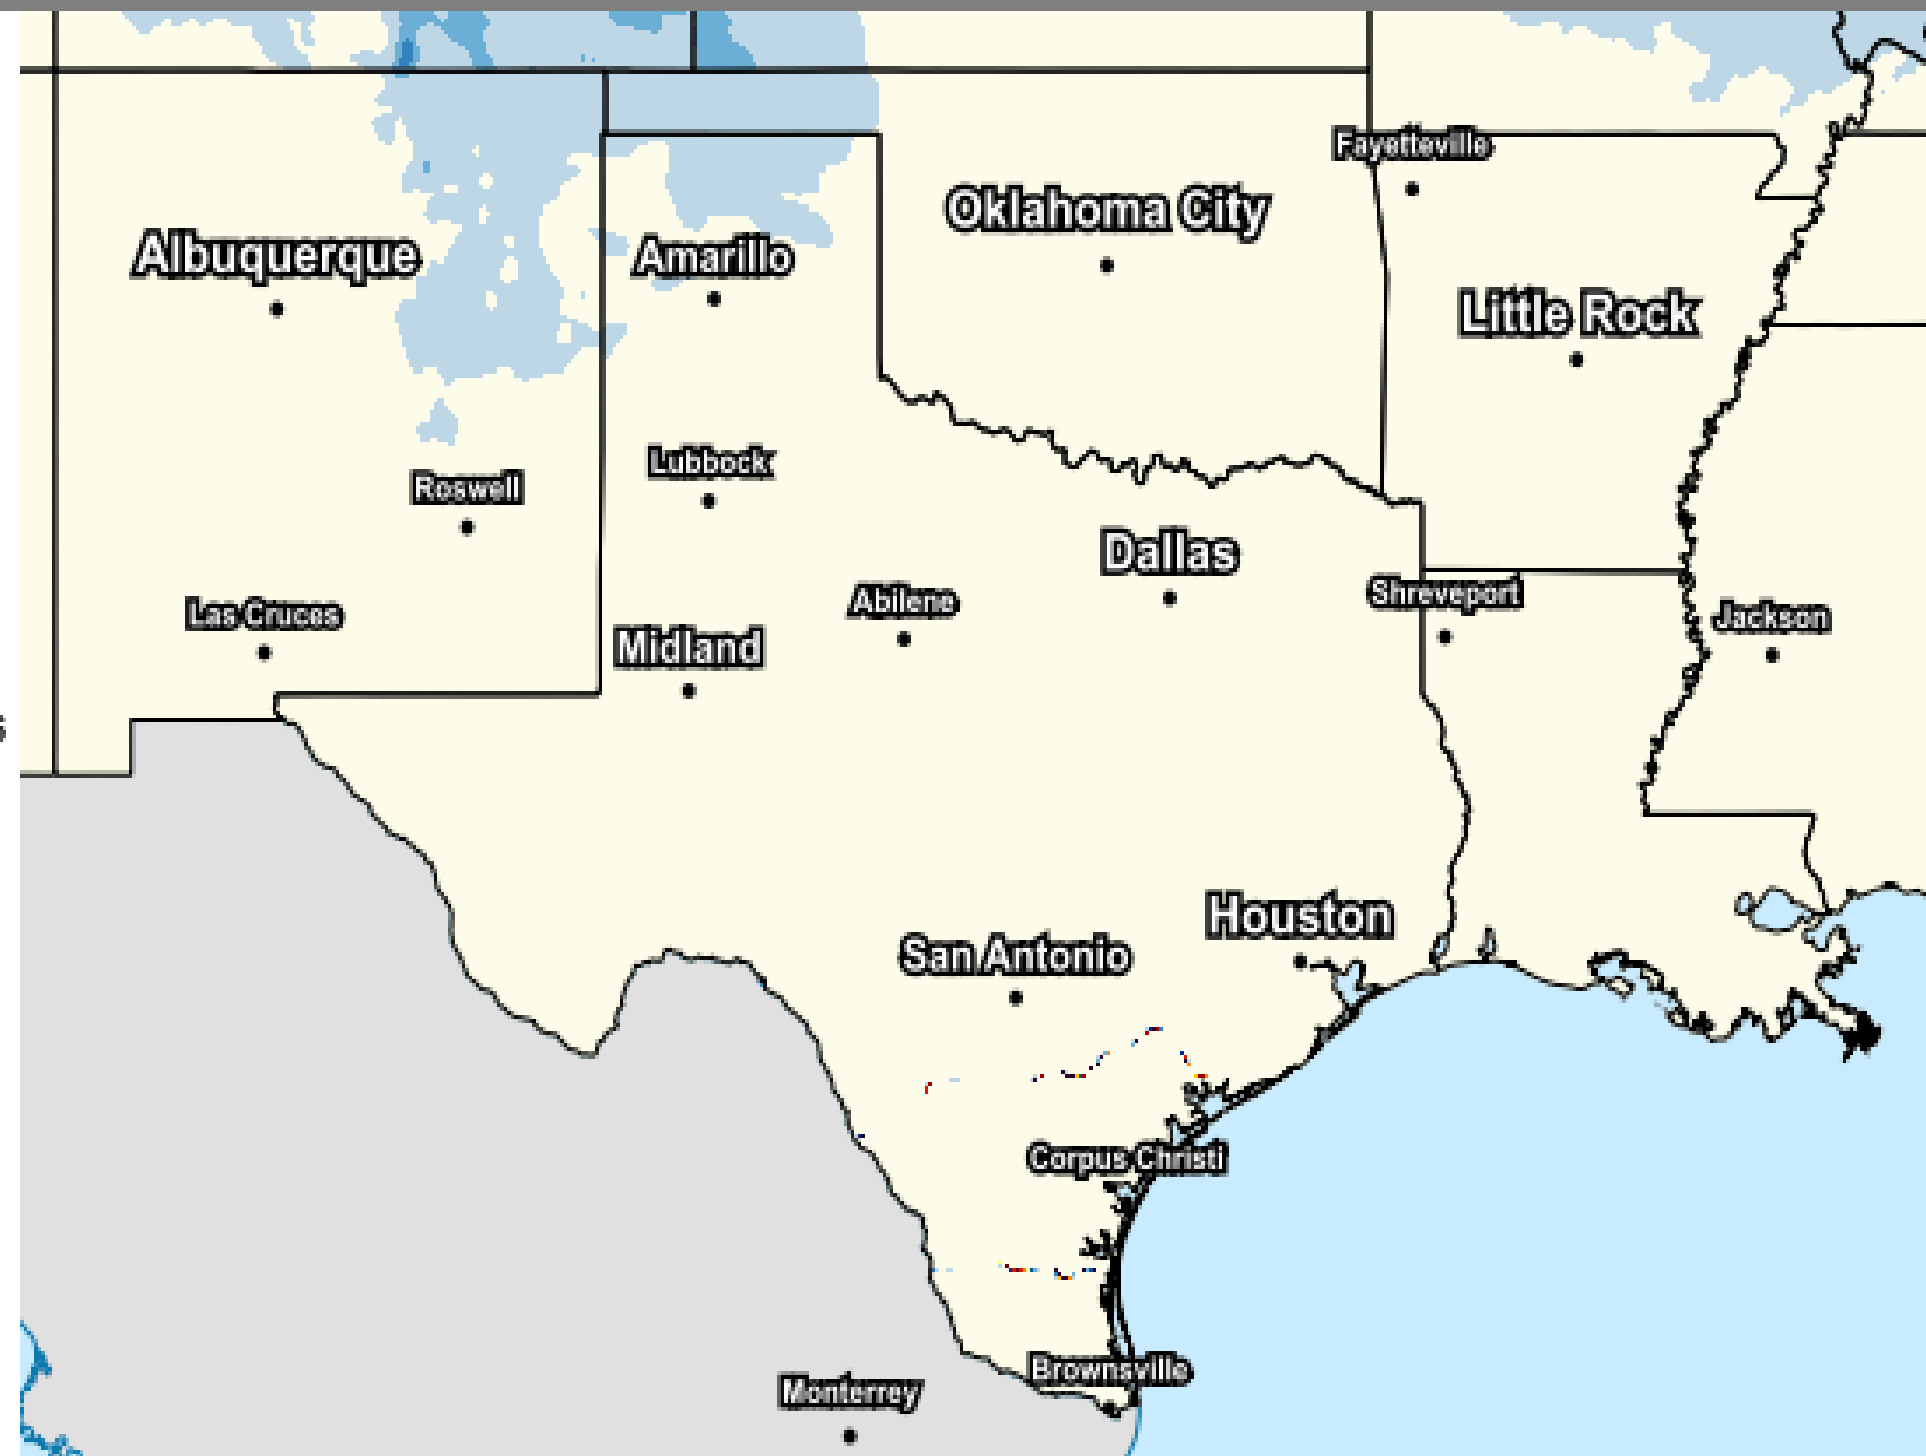 Fayetteville
Oklahoma City
Albuquerque
Amarillo
Little Rock
Lubbock
Roswell
Dallas
Abilene
Shreveport
Las Cruces
Jackson
Midland
s
Houston
San Antonio
Corpus Christi
Brownsville
Monterrey